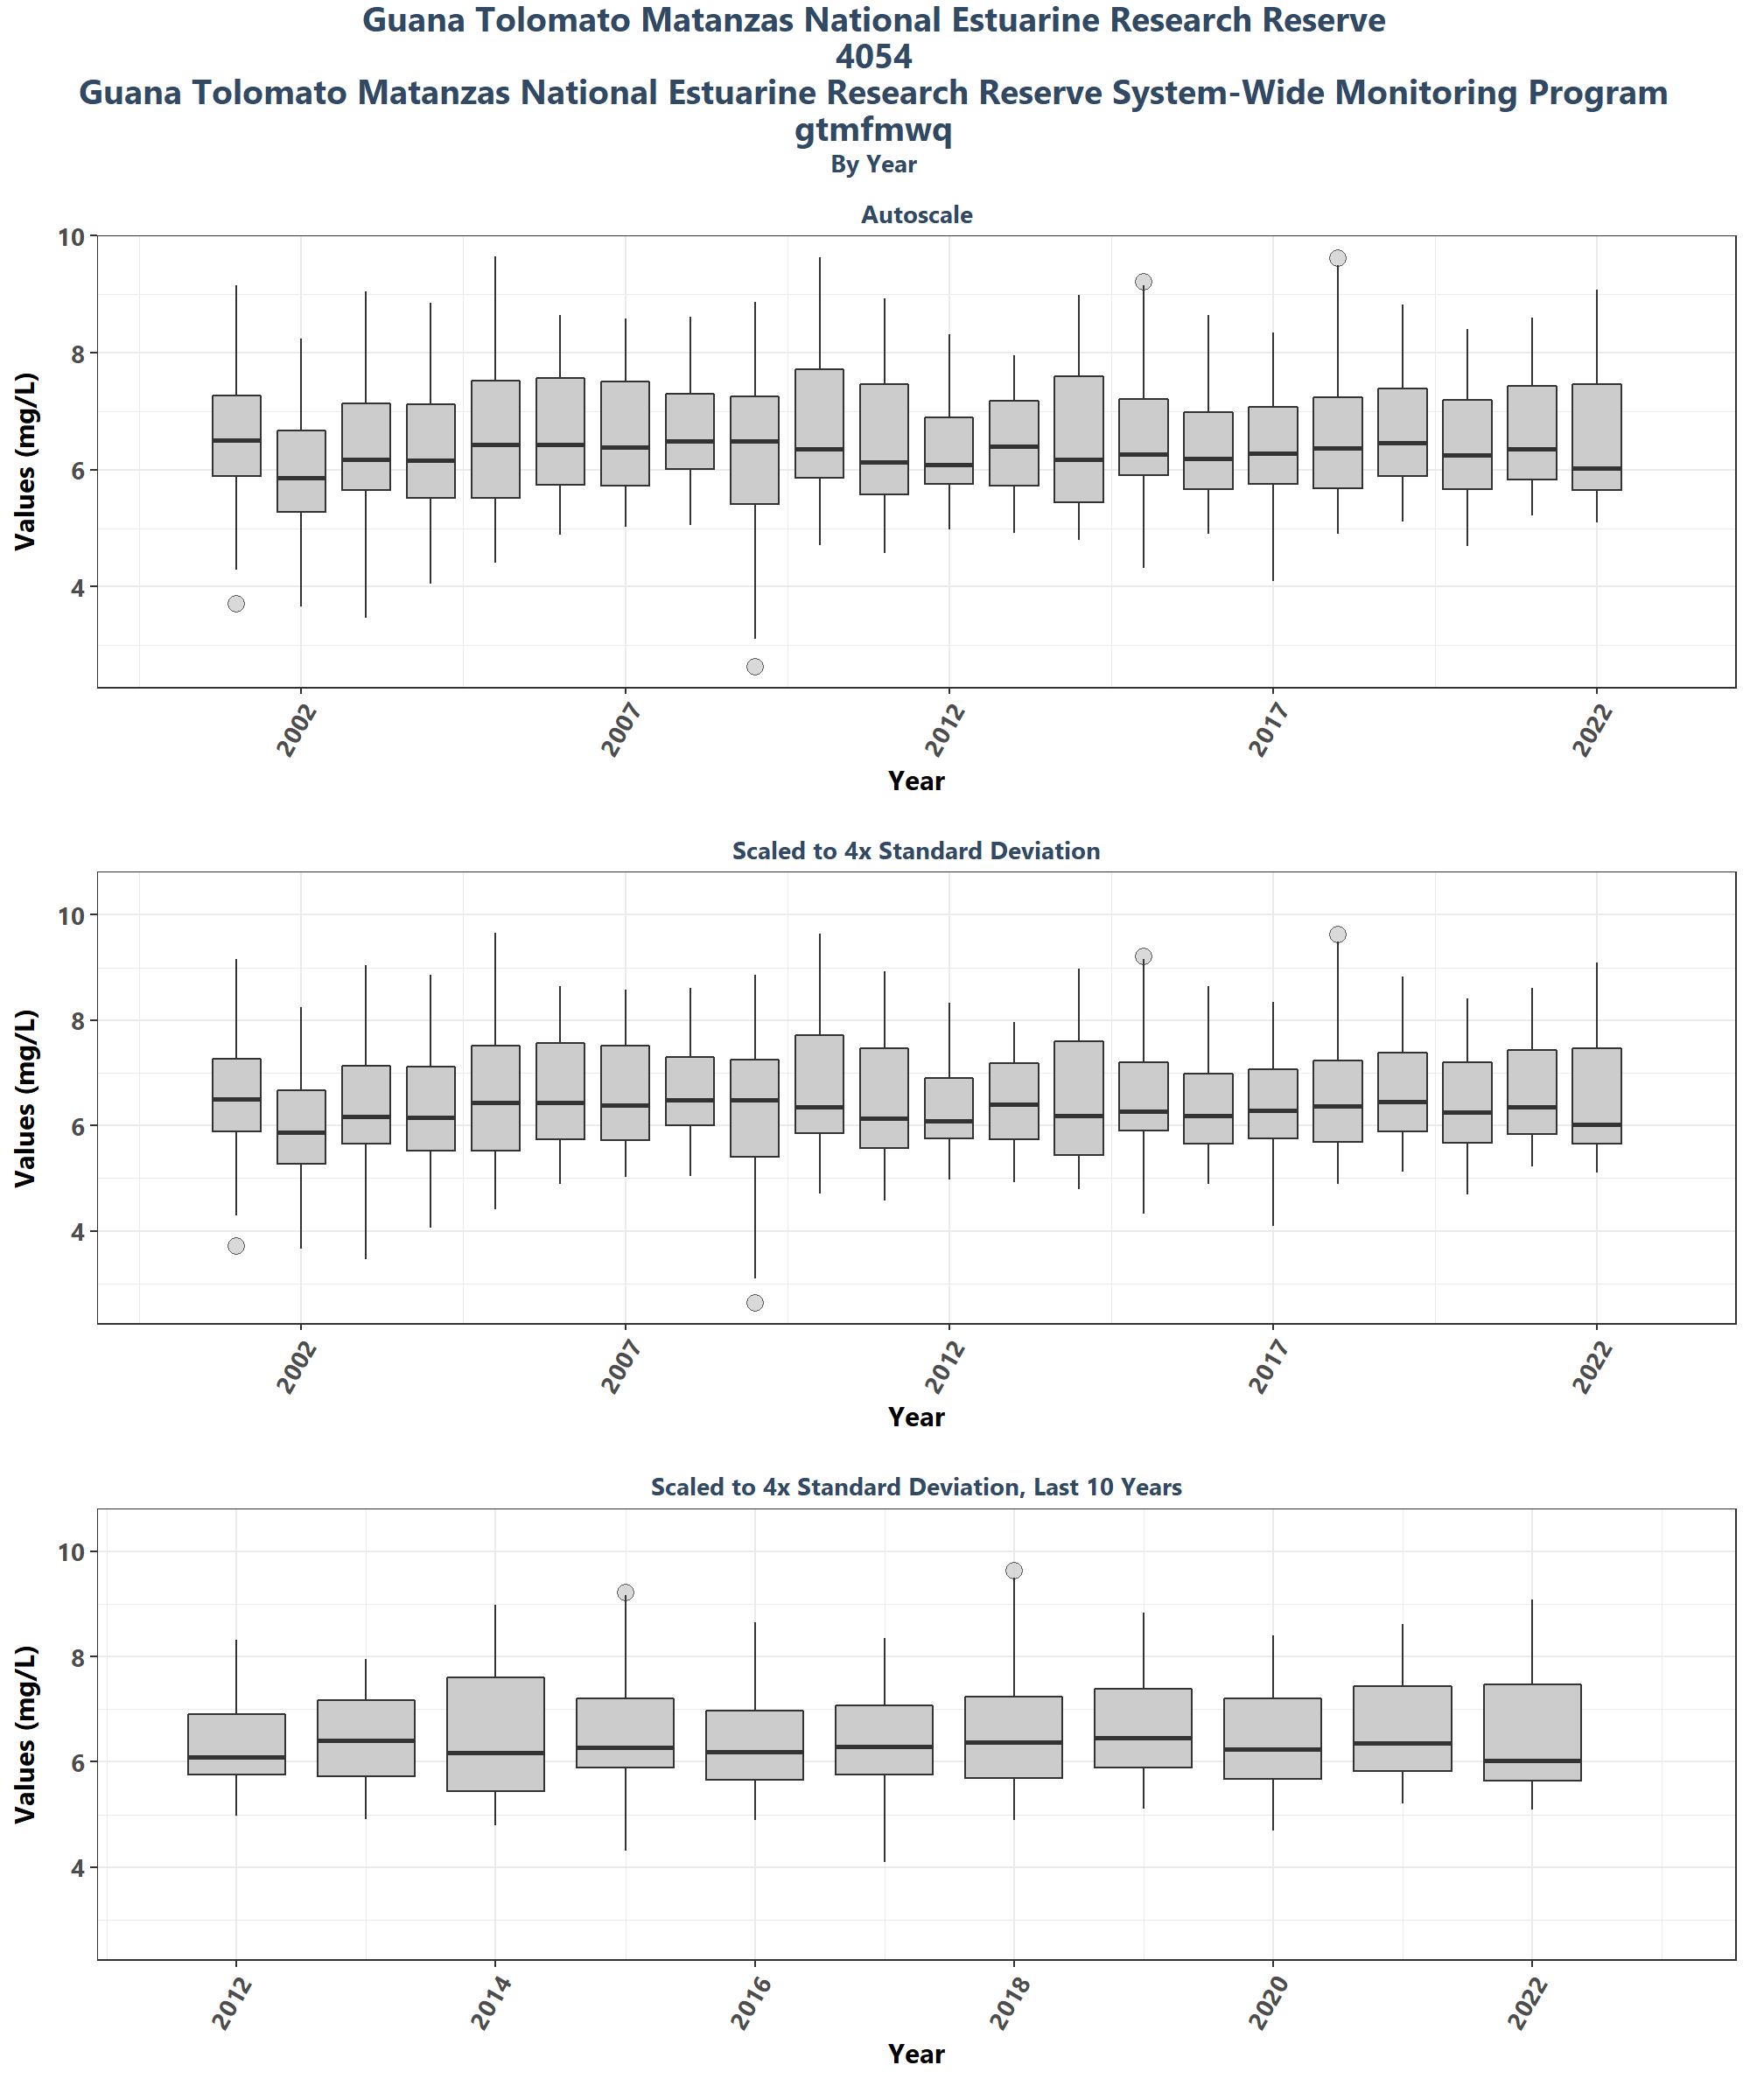 Guana Tolomato Matanzas National Estuarine Research Reserve
4054
Guana Tolomato Matanzas National Estuarine Research Reserve System-Wide Monitoring Program
gtmfmwq
By Year
Autoscale
Values (mg/L)
10
8
6
4
2002
2007
2012
2017
2022
Year
Scaled to 4x Standard Deviation
Values (mg/L)
10
8
6
4
2002
2007
2012
2017
2022
Year
Scaled to 4x Standard Deviation, Last 10 Years
Values (mg/L)
10
8
6
4
2012
2014
2016
2018
2020
2022
Year